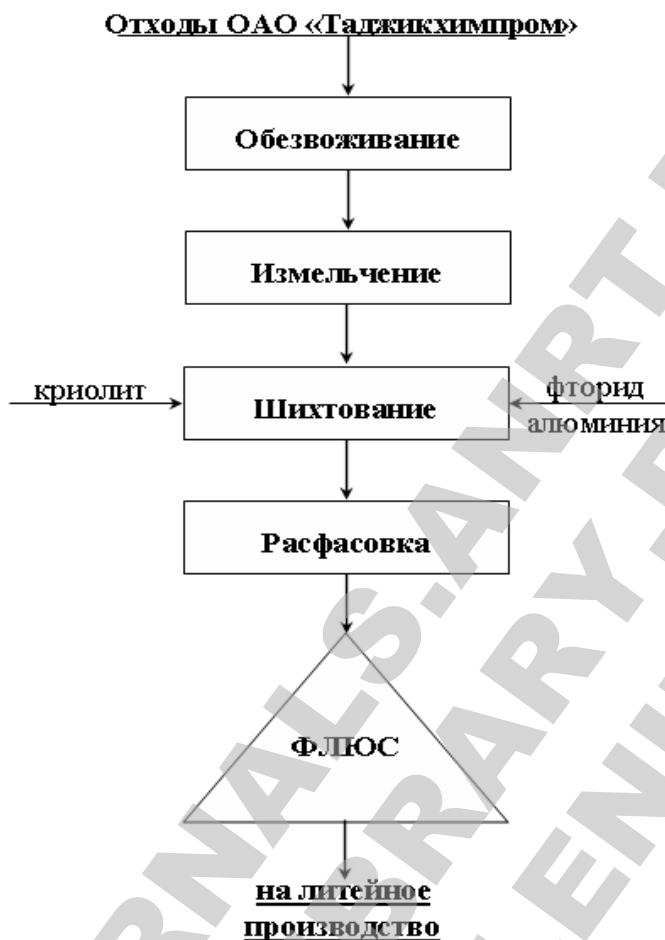 Отходы ОАО «Таджикхимпром»
Обезвоживание
Измельчение
криолит
Шихтование
фторид
алюминия
Расфасовка
ФЛЮС
на литейное
производство